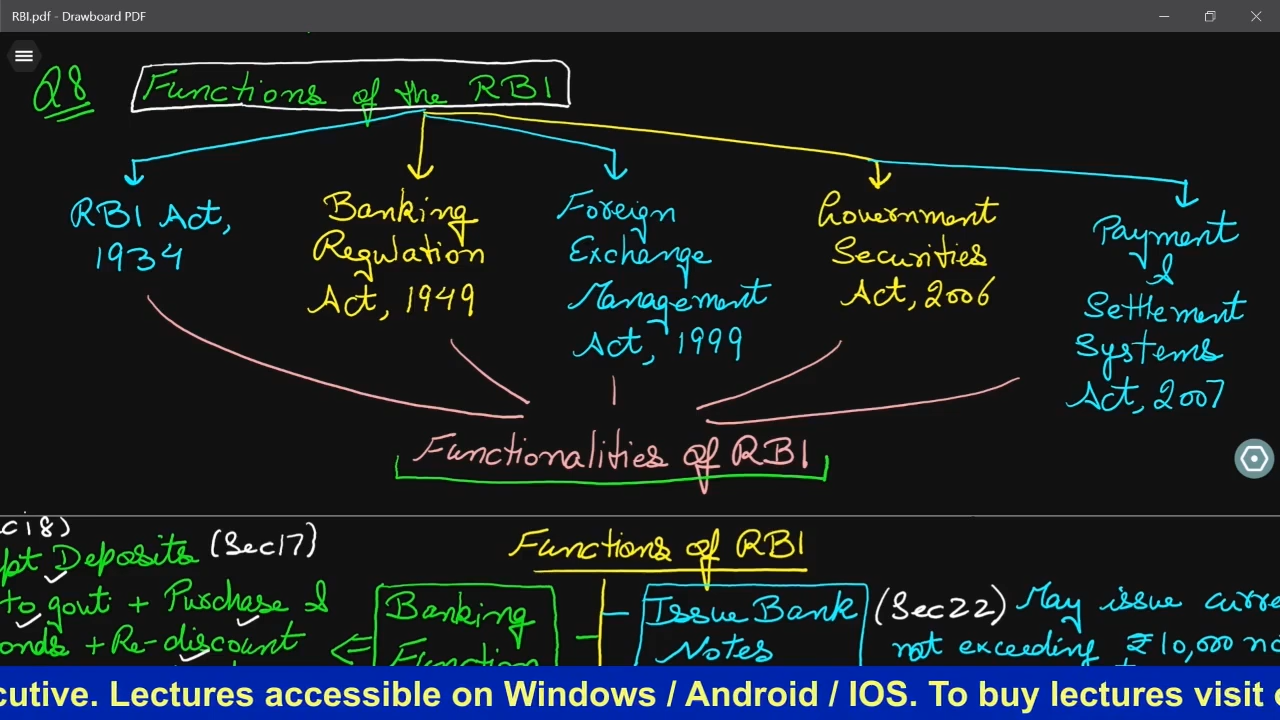 RBI.pdf - Drawboard PDF
Q8 Functions of the RBI
RBI Act,
1934
Banking
Regulation
Act, 1949
Foreign
Exchange
Management
Act, 1999
Government
Securities
Act, 2006
Payment
&
Settlement
Systems
Act, 2007
Functionalities of RBI
Functions of RBI
c18)
pt Deposits (Sec17)
to govt + Purchase &
onds + Re-discount
Banking
Function
Issue Bank
Notes
(Sec22) May issue curre
not exceeding ₹10,000 no
cutive. Lectures accessible on Windows / Android / IOS. To buy lectures visit